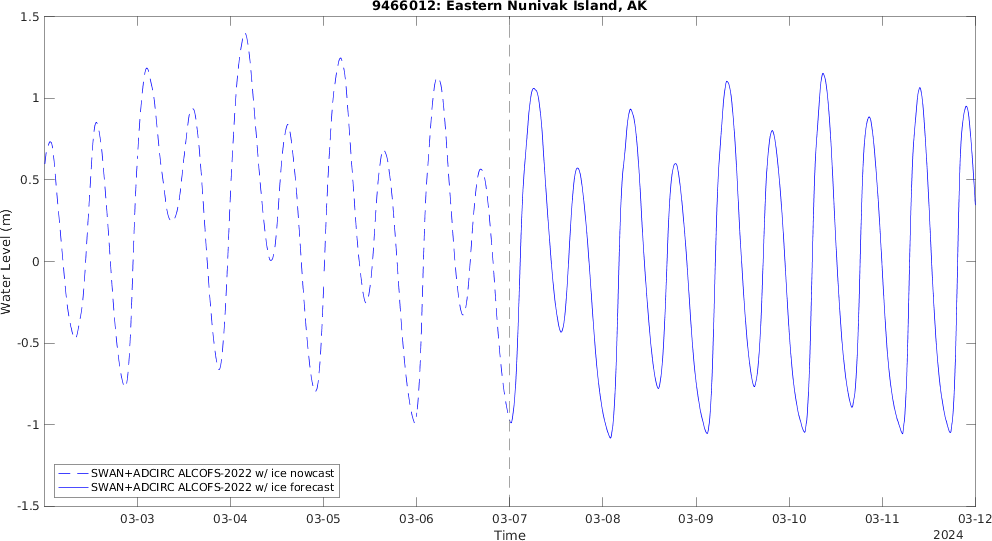 9466012: Eastern Nunivak Island, AK
1.5
1
0.5
0
-0.5
-1
-1.5
Water Level (m)
SWAN+ADCIRC ALCOFS-2022 w/ ice nowcast
SWAN+ADCIRC ALCOFS-2022 w/ ice forecast
03-03 03-04 03-05 03-06 03-07 03-08 03-09 03-10 03-11 03-12
Time
2024